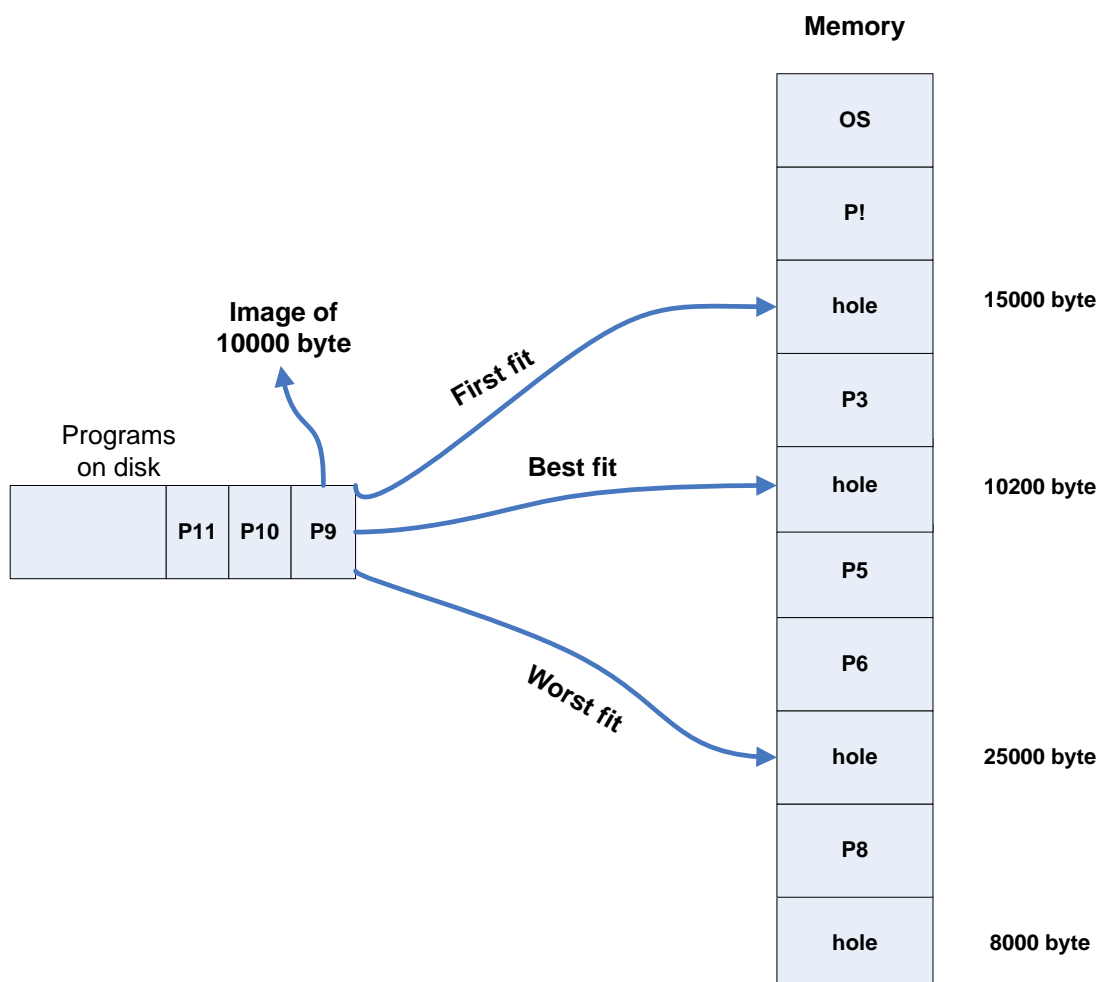 Memory
OS
P!
hole
15000 byte
Image of
10000 byte
First fit
P3
Programs
on disk
Best fit
hole
10200 byte
P11
P10
P9
P5
P6
Worst fit
hole
25000 byte
P8
hole
8000 byte